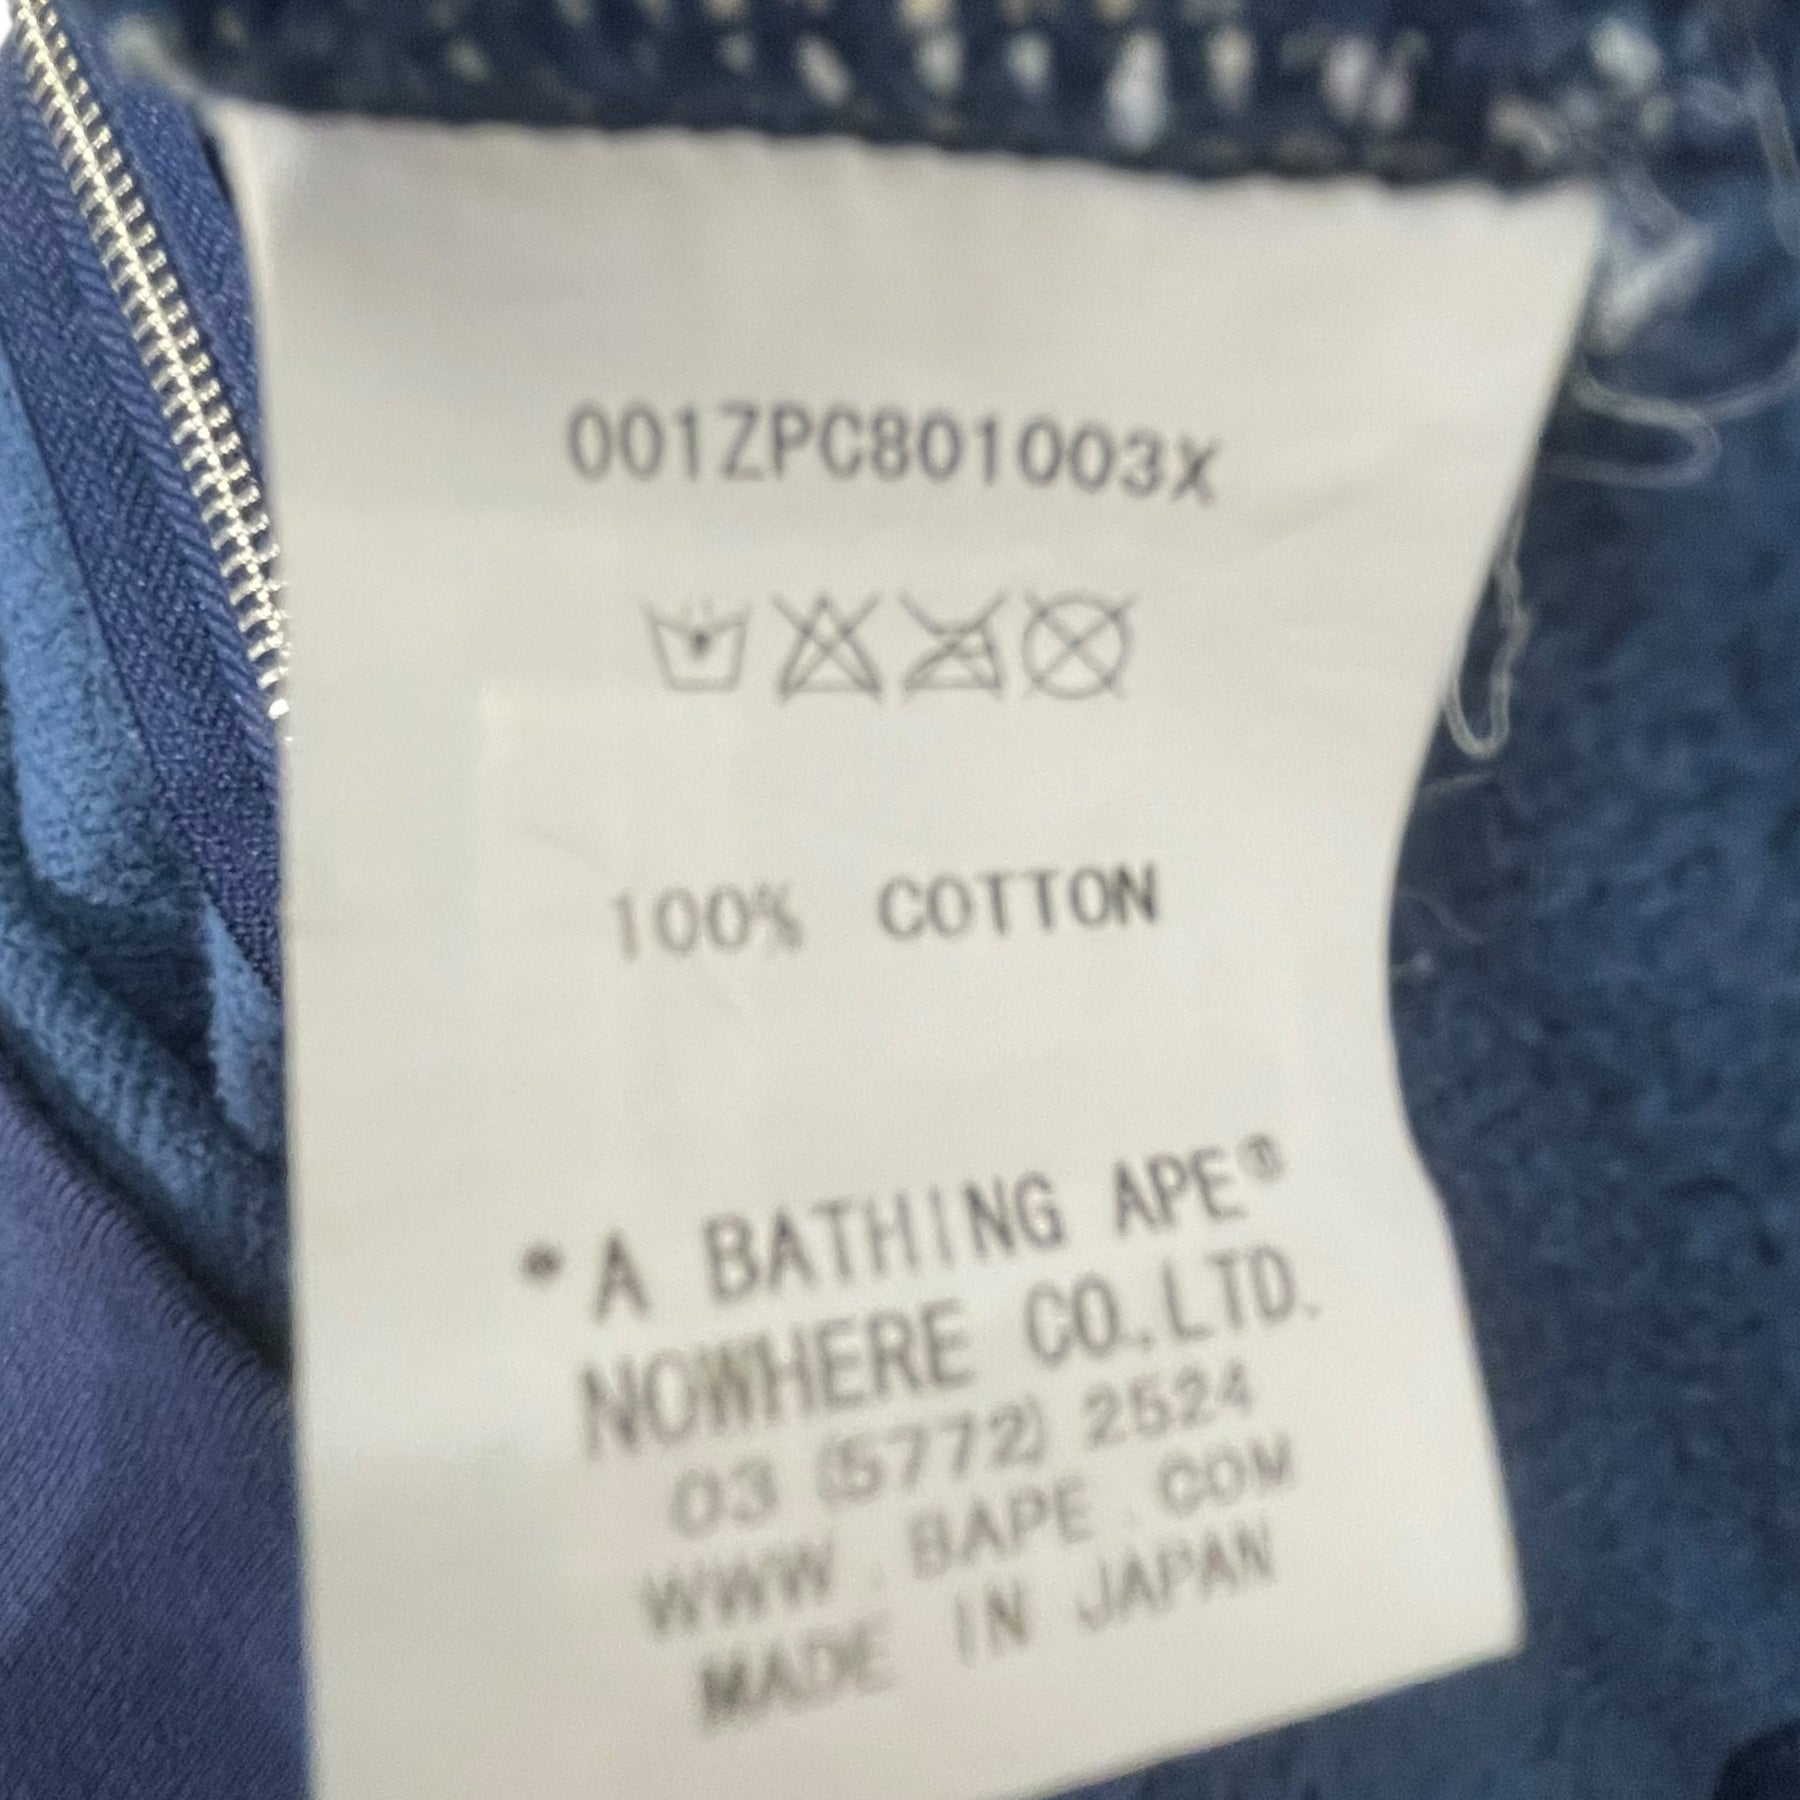 001ZPC801003X
100% COTTON
*A BATHING APE®
NOWHERE CO.,LTD.
03 (5772) 2524
WWW.BAPE.COM
MADE IN JAPAN